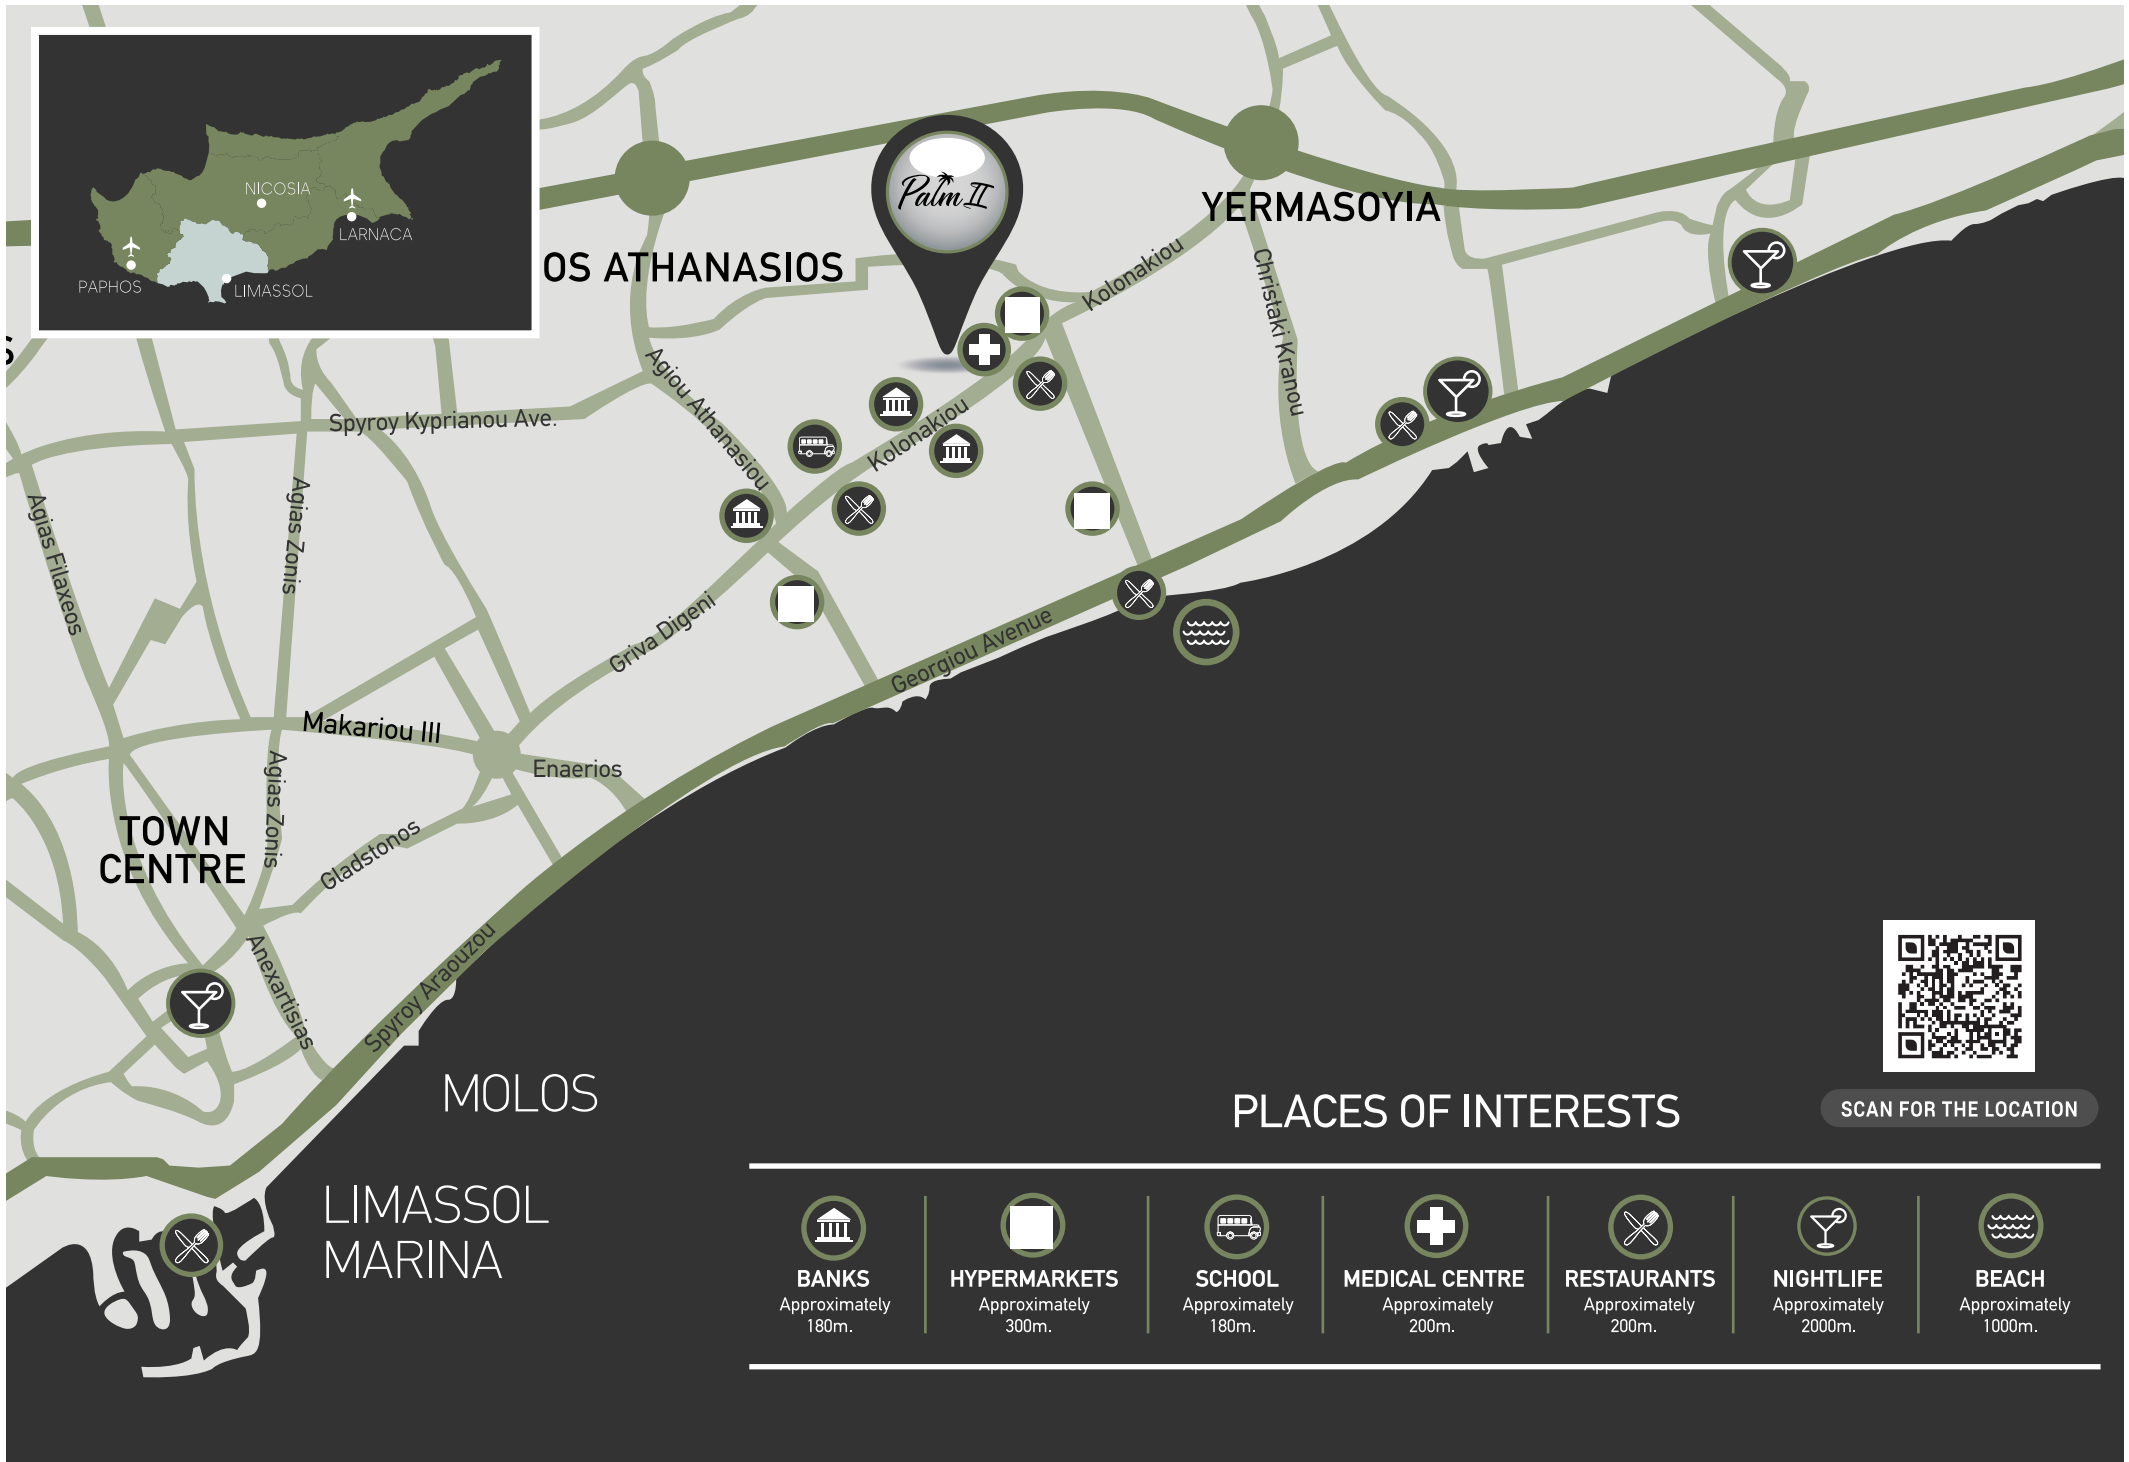 NICOSIA
LARNACA
PAPHOS
LIMASSOL
Palm II
YERMASOYIA
OS ATHANASIOS
S
Kolonakiou
Christaki Kranou
Agiou Athanasiou
Spyroy Kyprianou Ave.
Kolonakiou
Agias Filaxeos
Agias Zonis
Griva Digeni
Georgiou Avenue
Makariou III
Enaerios
Agias Zonis
TOWN
CENTRE
Gladstonos
Anexartisias
Spyroy Araouzou
MOLOS
LIMASSOL
MARINA
SCAN FOR THE LOCATION
PLACES OF INTERESTS
BANKS
Approximately
180m.
HYPERMARKETS
Approximately
300m.
SCHOOL
Approximately
180m.
MEDICAL CENTRE
Approximately
200m.
RESTAURANTS
Approximately
200m.
NIGHTLIFE
Approximately
2000m.
BEACH
Approximately
1000m.